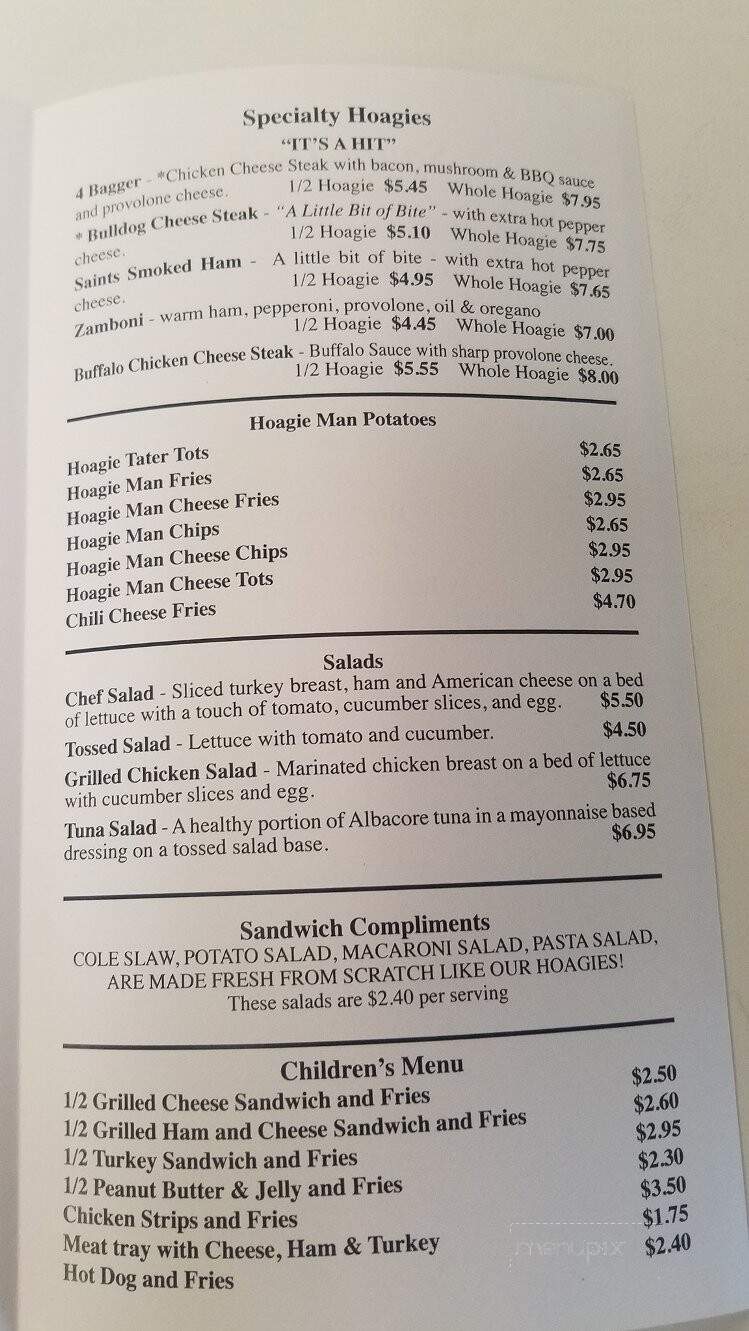 Specialty Hoagies
“IT’S A HIT”
4 Bagger - *Chicken Cheese Steak with bacon, mushroom & BBQ sauce
and provolone cheese. 1/2 Hoagie $5.45 Whole Hoagie $7.95
* Bulldog Cheese Steak - “A Little Bit of Bite” - with extra hot pepper
cheese. 1/2 Hoagie $5.10 Whole Hoagie $7.75
Saints Smoked Ham - A little bit of bite - with extra hot pepper
cheese. 1/2 Hoagie $4.95 Whole Hoagie $7.65
Zamboni - warm ham, pepperoni, provolone, oil & oregano
1/2 Hoagie $4.45 Whole Hoagie $7.00
Buffalo Chicken Cheese Steak - Buffalo Sauce with sharp provolone cheese.
1/2 Hoagie $5.55 Whole Hoagie $8.00
Hoagie Man Potatoes
Hoagie Tater Tots $2.65
Hoagie Man Fries $2.65
Hoagie Man Cheese Fries $2.95
Hoagie Man Chips $2.65
Hoagie Man Cheese Chips $2.95
Hoagie Man Cheese Tots $2.95
Chili Cheese Fries $4.70
Salads
Chef Salad - Sliced turkey breast, ham and American cheese on a bed
of lettuce with a touch of tomato, cucumber slices, and egg. $5.50
Tossed Salad - Lettuce with tomato and cucumber. $4.50
Grilled Chicken Salad - Marinated chicken breast on a bed of lettuce
with cucumber slices and egg. $6.75
Tuna Salad - A healthy portion of Albacore tuna in a mayonnaise based
dressing on a tossed salad base. $6.95
Sandwich Compliments
COLE SLAW, POTATO SALAD, MACARONI SALAD, PASTA SALAD,
ARE MADE FRESH FROM SCRATCH LIKE OUR HOAGIES!
These salads are $2.40 per serving
Children’s Menu
1/2 Grilled Cheese Sandwich and Fries $2.50
1/2 Grilled Ham and Cheese Sandwich and Fries $2.60
1/2 Turkey Sandwich and Fries $2.95
1/2 Peanut Butter & Jelly and Fries $2.30
Chicken Strips and Fries $3.50
Meat tray with Cheese, Ham & Turkey $1.75
Hot Dog and Fries $2.40
menupix